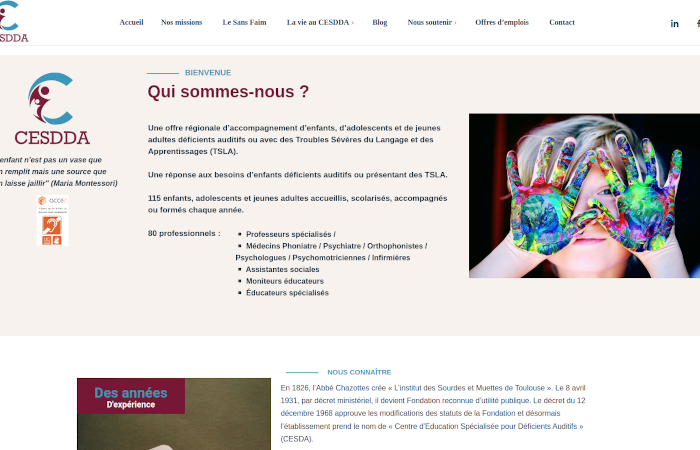 Accueil Nos missions Le Sans Faim La vie au CESDDA › Blog Nous soutenir › Offres d'emplois Contact
BIENVENUE
Qui sommes-nous ?
CESDDA
enfant n'est pas un vase que
remplit mais une source que
laisse jaillir" (Maria Montessori)
Une offre régionale d'accompagnement d'enfants, d'adolescents et de jeunes
adultes déficients auditifs ou avec des Troubles Sévères du Langage et des
Apprentissages (TSLA).
Une réponse aux besoins d'enfants déficients auditifs ou présentant des TSLA.
115 enfants, adolescents et jeunes adultes accueillis, scolarisés, accompagnés
ou formés chaque année.
80 professionnels :
Professeurs spécialisés /
Médecins Phoniatre / Psychiatre / Orthophonistes /
Psychologues / Psychomotriciennes / Infirmières
Assistantes sociales
Moniteurs éducateurs
Éducateurs spécialisés
NOUS CONNAÎTRE
Des années
D'expérience
En 1826, l'Abbé Chazottes crée « L'institut des Sourdes et Muettes de Toulouse ». Le 8 avril
1931, par décret ministériel, il devient Fondation reconnue d'utilité publique. Le décret du 12
décembre 1968 approuve les modifications des statuts de la Fondation et désormais
l'établissement prend le nom de « Centre d'Education Spécialisée pour Déficients Auditifs »
(CESDA).